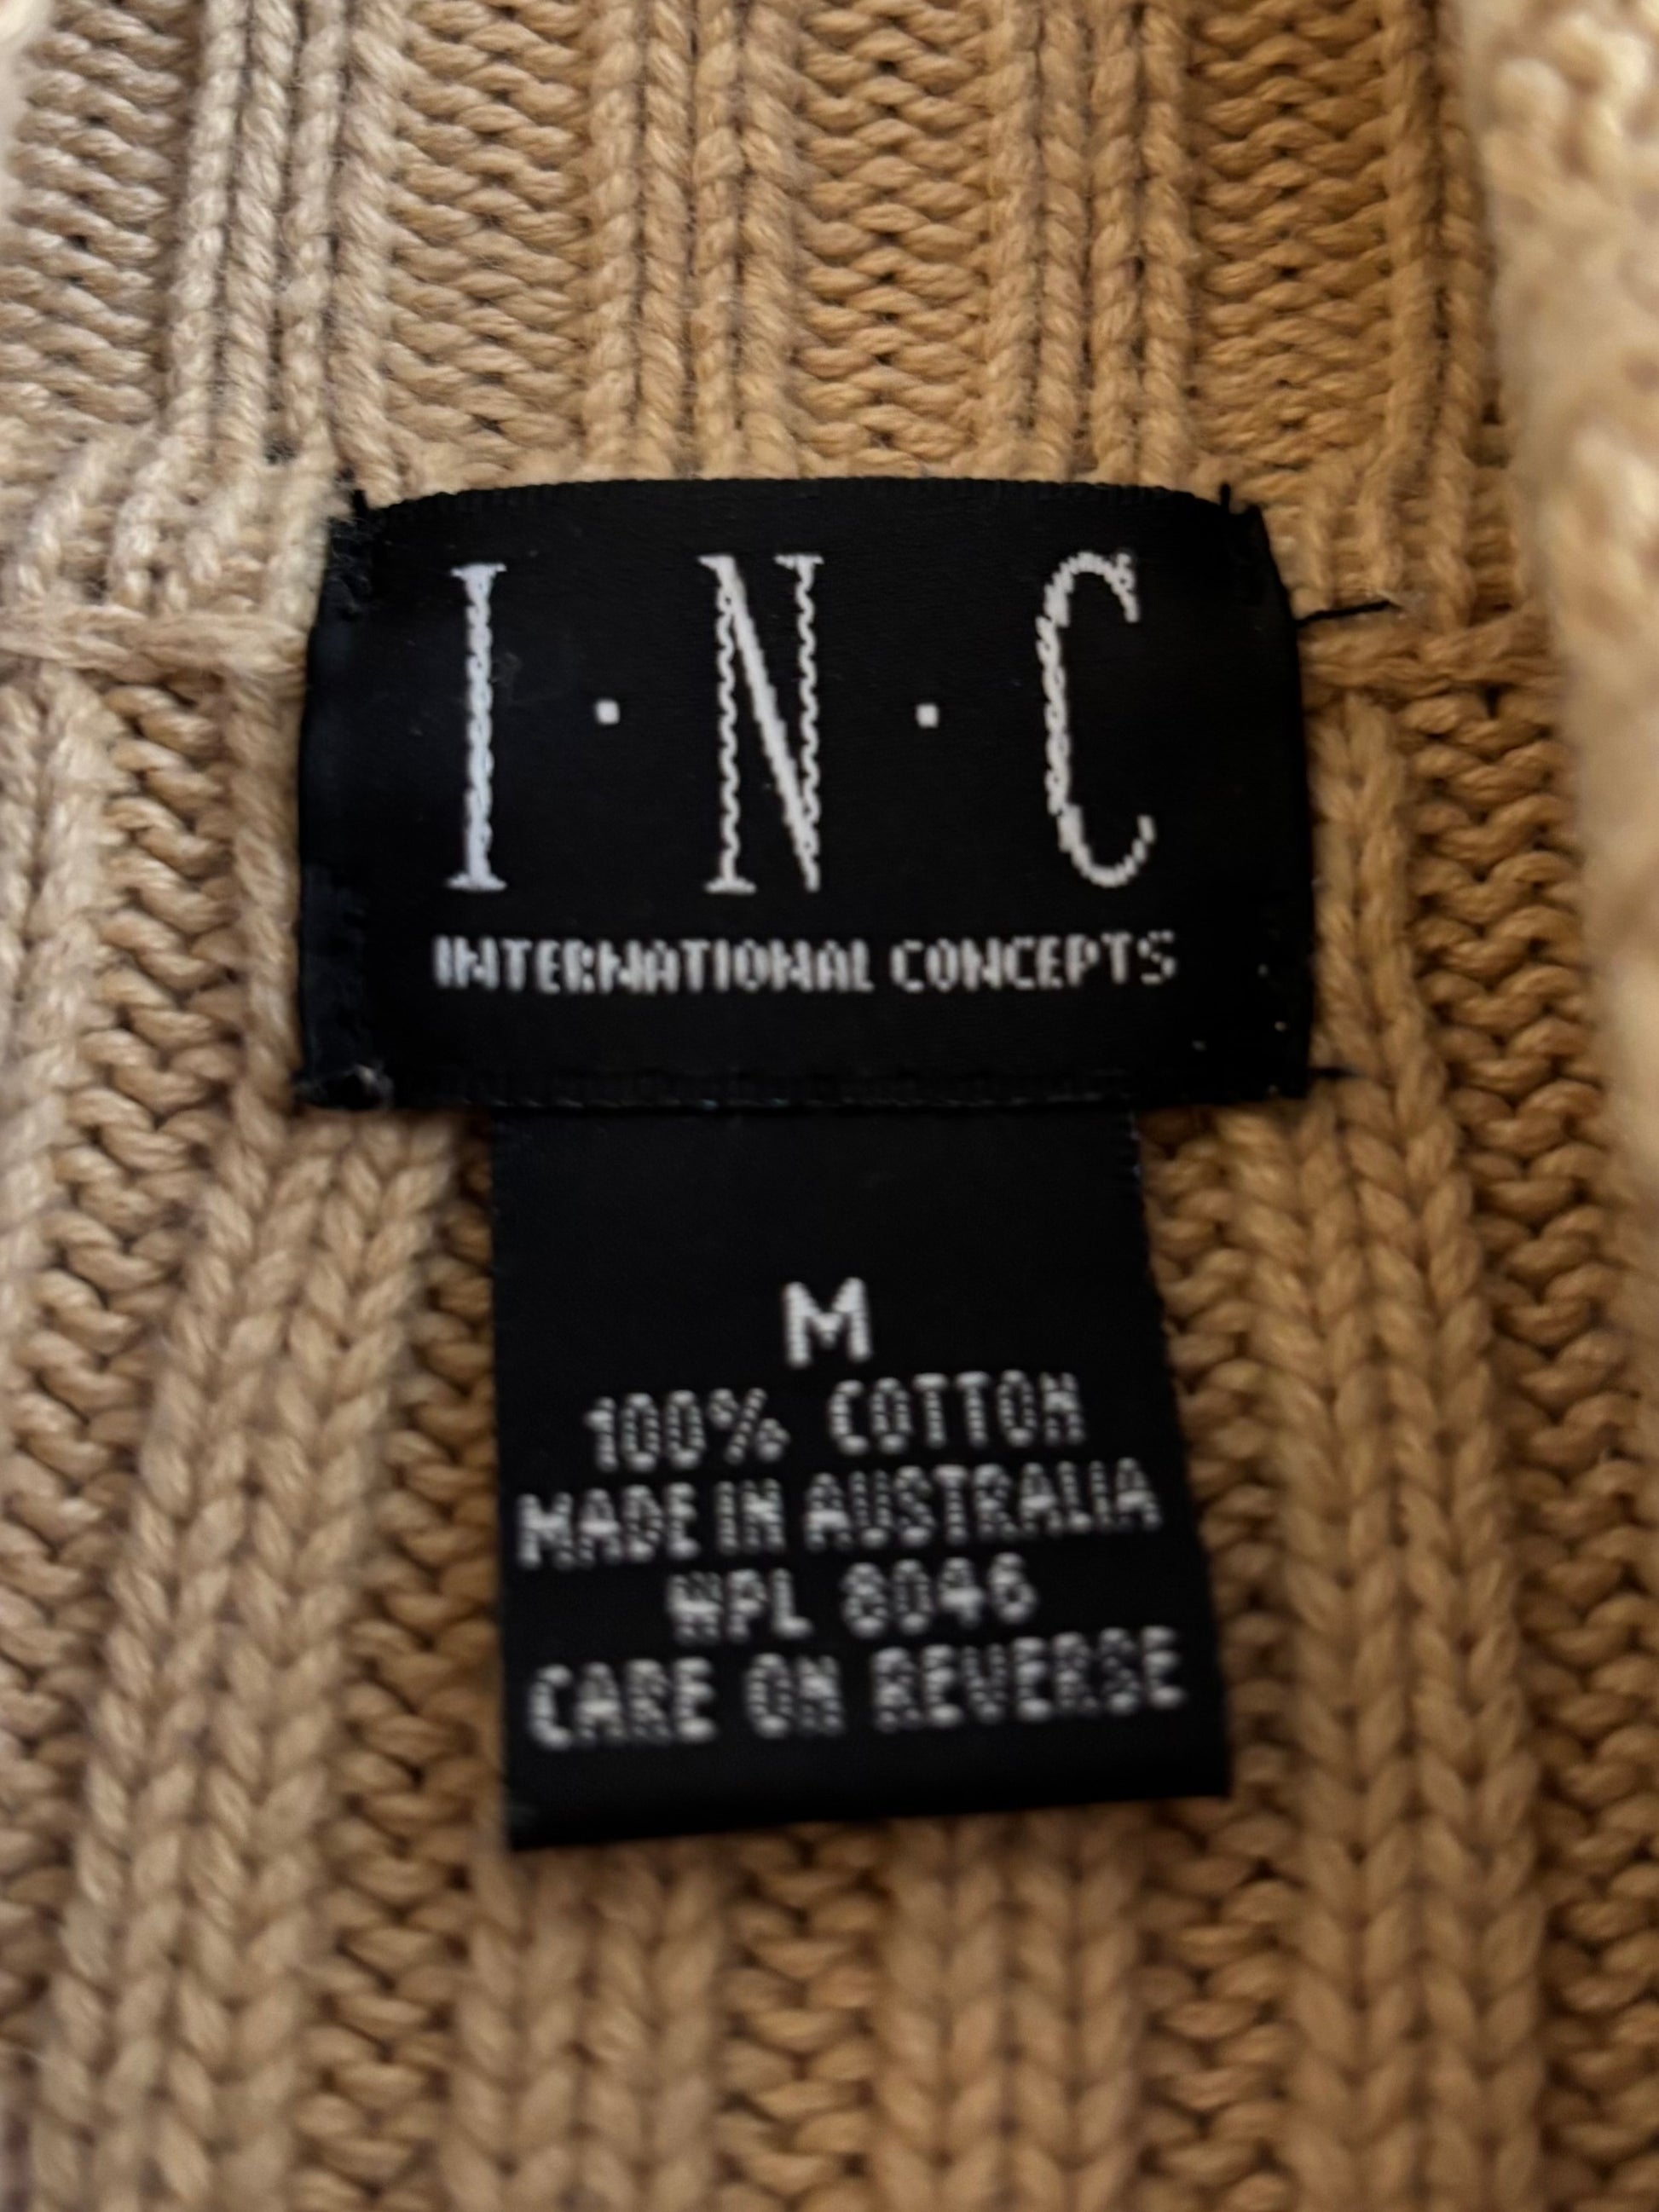 I·N·C
INTERNATIONAL CONCEPTS
M
100% COTTON
MADE IN AUSTRALIA
WPL 8046
CARE ON REVERSE